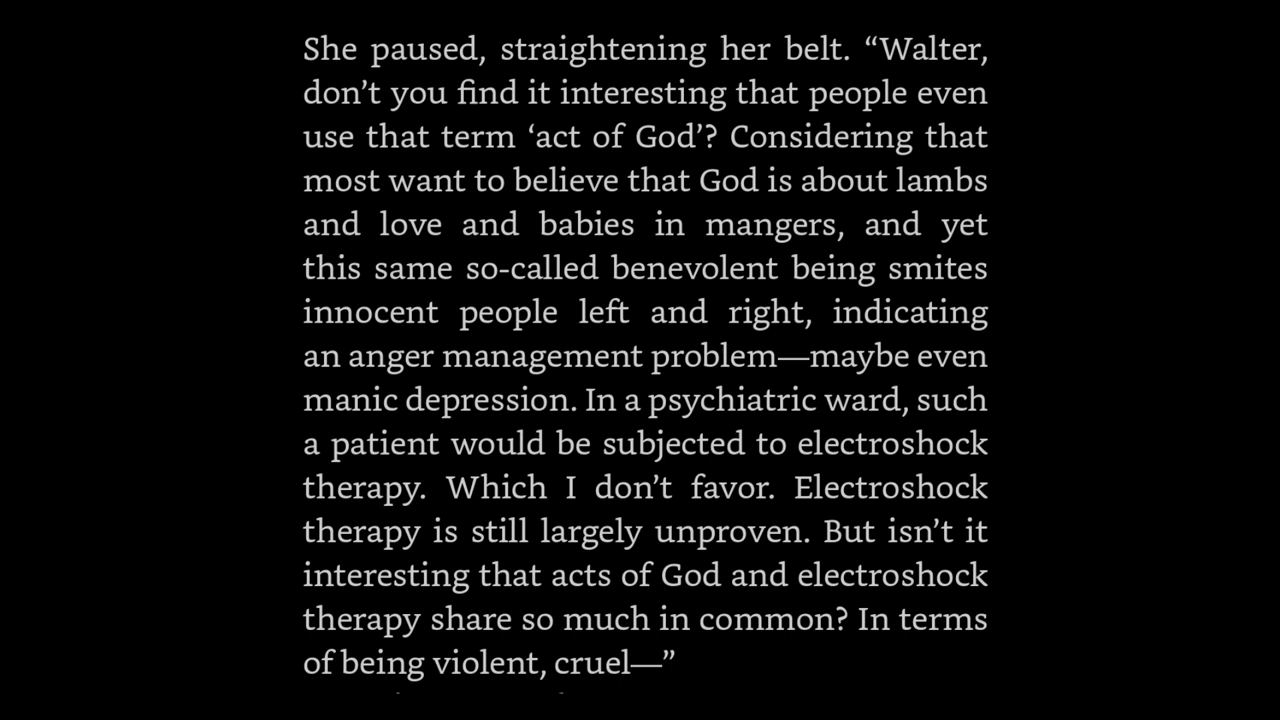 She paused, straightening her belt. “Walter,
don’t you find it interesting that people even
use that term ‘act of God’? Considering that
most want to believe that God is about lambs
and love and babies in mangers, and yet
this same so-called benevolent being smites
innocent people left and right, indicating
an anger management problem—maybe even
manic depression. In a psychiatric ward, such
a patient would be subjected to electroshock
therapy. Which I don’t favor. Electroshock
therapy is still largely unproven. But isn’t it
interesting that acts of God and electroshock
therapy share so much in common? In terms
of being violent, cruel—”